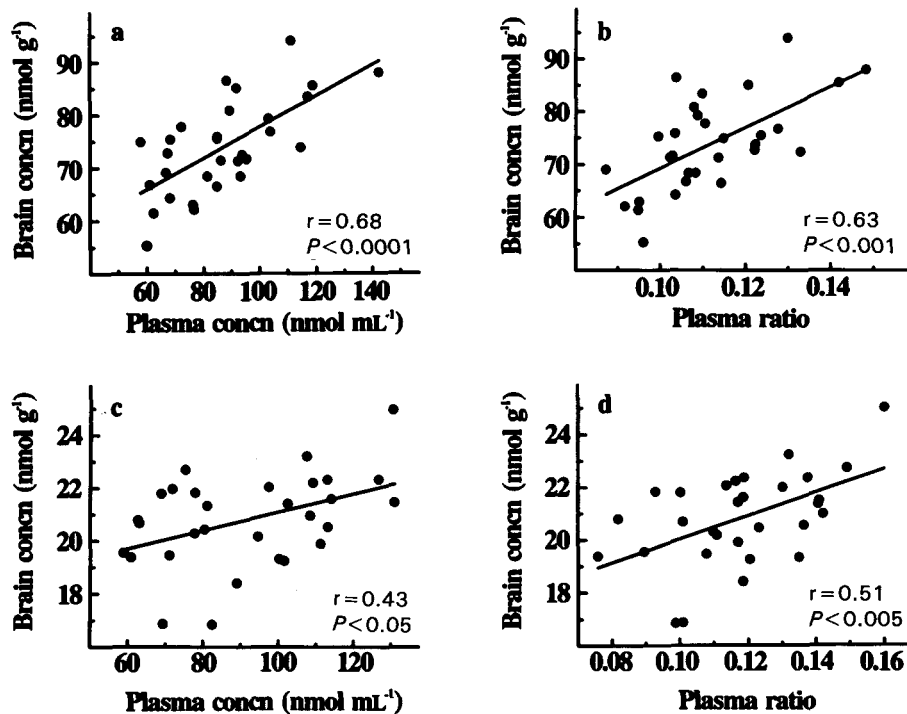 a
Brain concn (nmol g⁻¹)
90
80
70
60
r=0.68
P<0.0001
60 80 100 120 140
Plasma concn (nmol mL⁻¹)
b
Brain concn (nmol g⁻¹)
90
80
70
60
r=0.63
P<0.001
0.10 0.12 0.14
Plasma ratio
c
Brain concn (nmol g⁻¹)
24
22
20
18
r=0.43
P<0.05
60 80 100 120
Plasma concn (nmol mL⁻¹)
d
Brain concn (nmol g⁻¹)
24
22
20
18
r=0.51
P<0.005
0.08 0.10 0.12 0.14 0.16
Plasma ratio